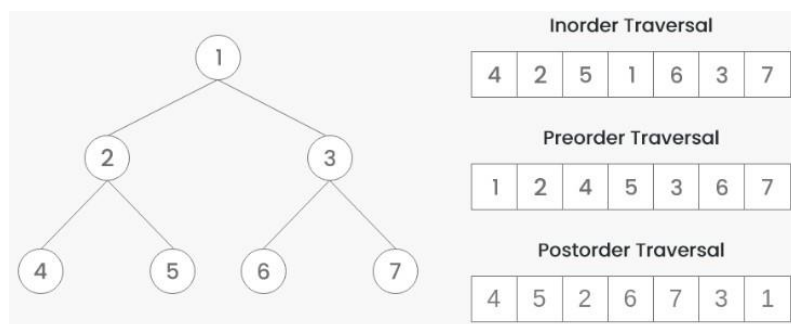 1
2 3
4 5 6 7
Inorder Traversal
4 2 5 1 6 3 7
Preorder Traversal
1 2 4 5 3 6 7
Postorder Traversal
4 5 2 6 7 3 1